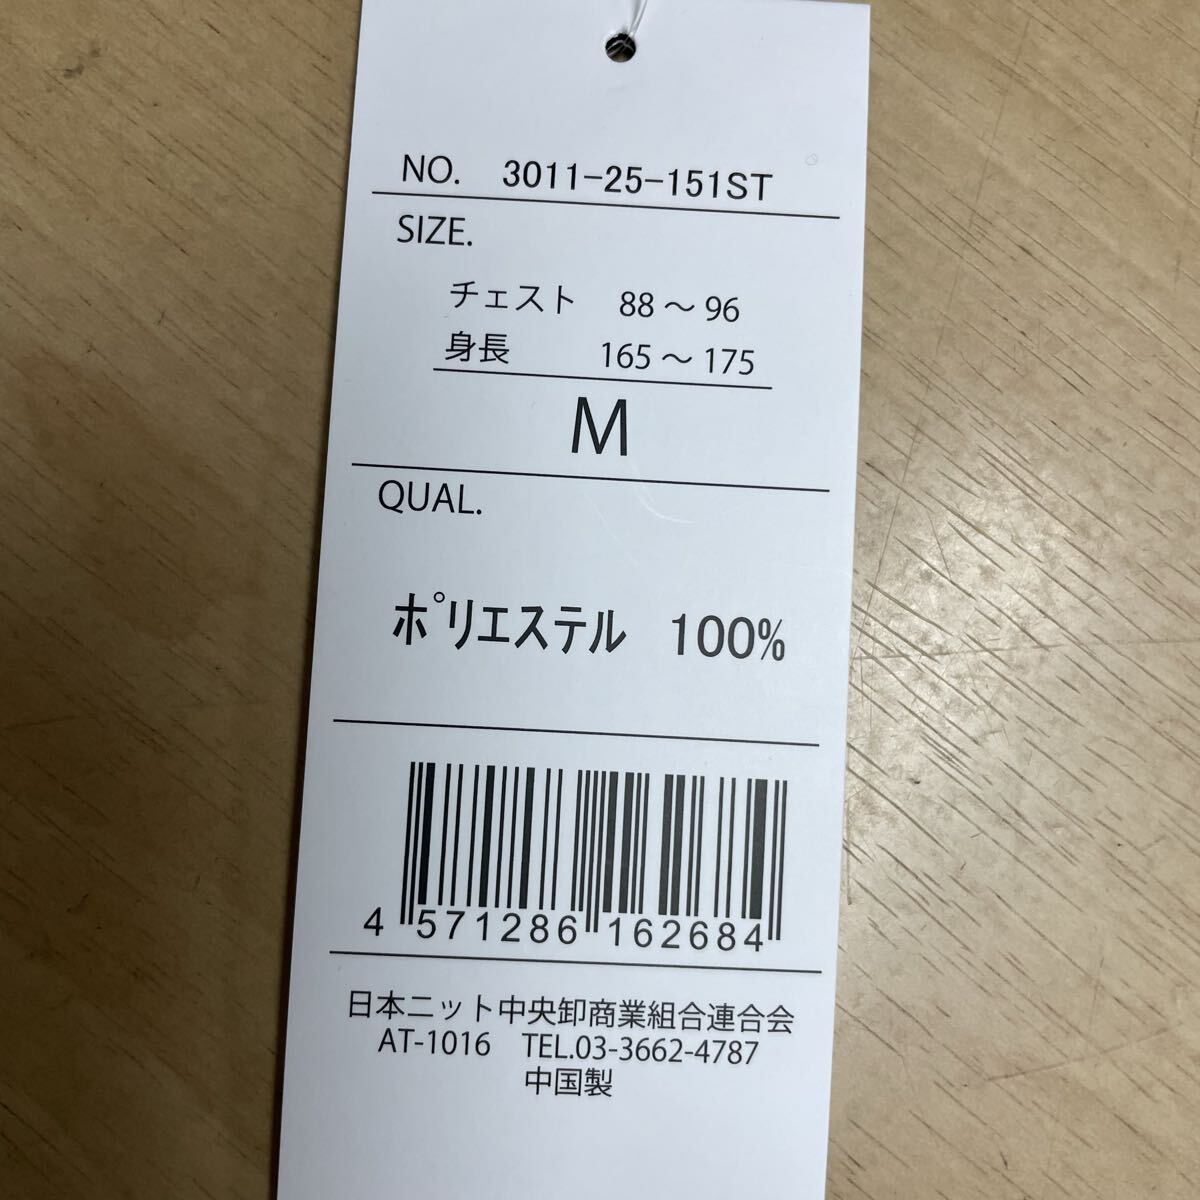 NO. 3011-25-151ST
SIZE.
チェスト 88～96
身長 165～175
M
QUAL.
ポリエステル 100%
4 571286 162684
日本ニット中央卸商業組合連合会
AT-1016 TEL.03-3662-4787
中国製